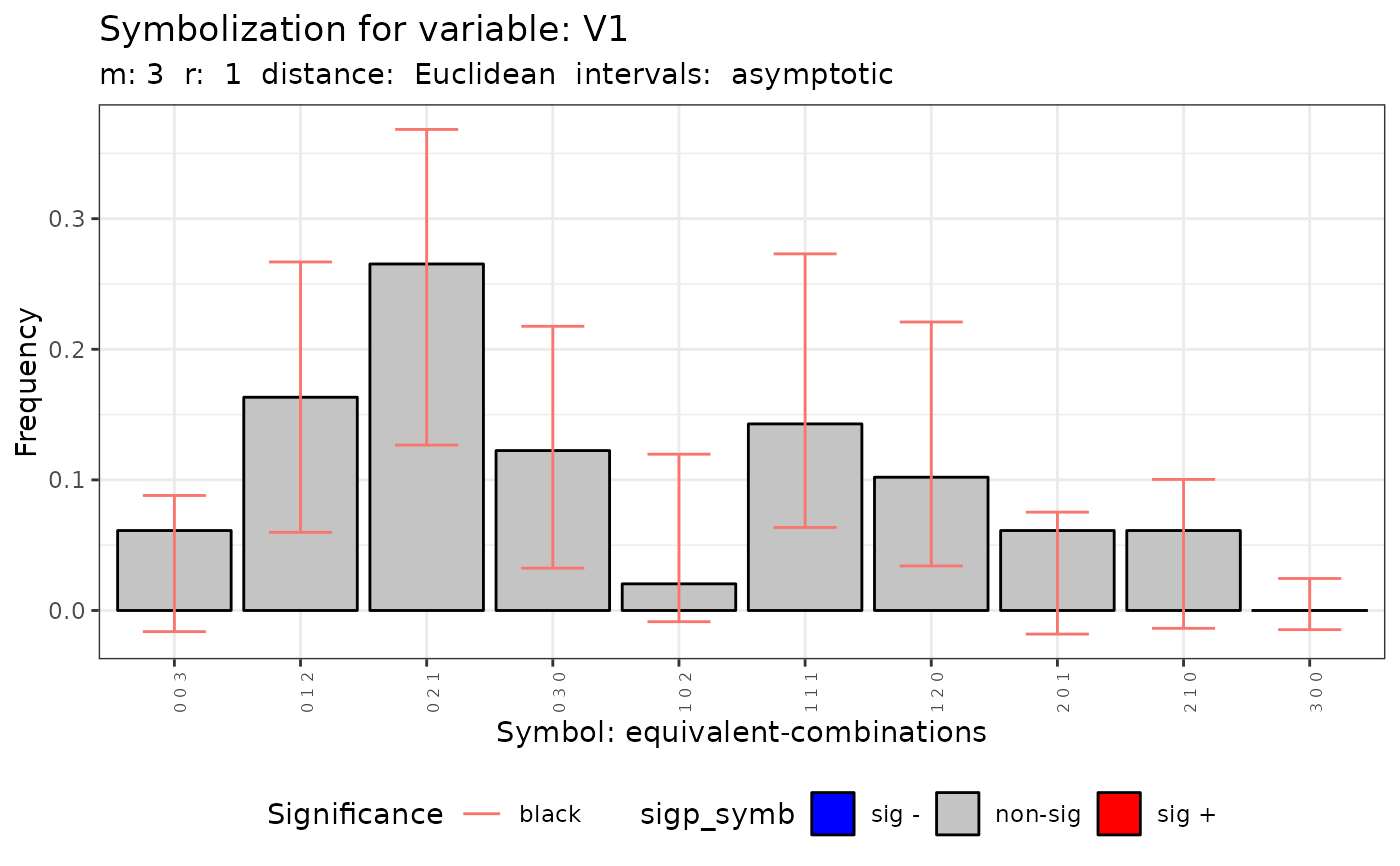 Symbolization for variable: V1
m: 3 r: 1 distance: Euclidean intervals: asymptotic
Frequency
0.3
0.2
0.1
0.0
0 0 3
0 1 2
0 2 1
0 3 0
1 0 2
1 1 1
1 2 0
2 0 1
2 1 0
3 0 0
Symbol: equivalent-combinations
Significance black sigp_symb sig - non-sig sig +